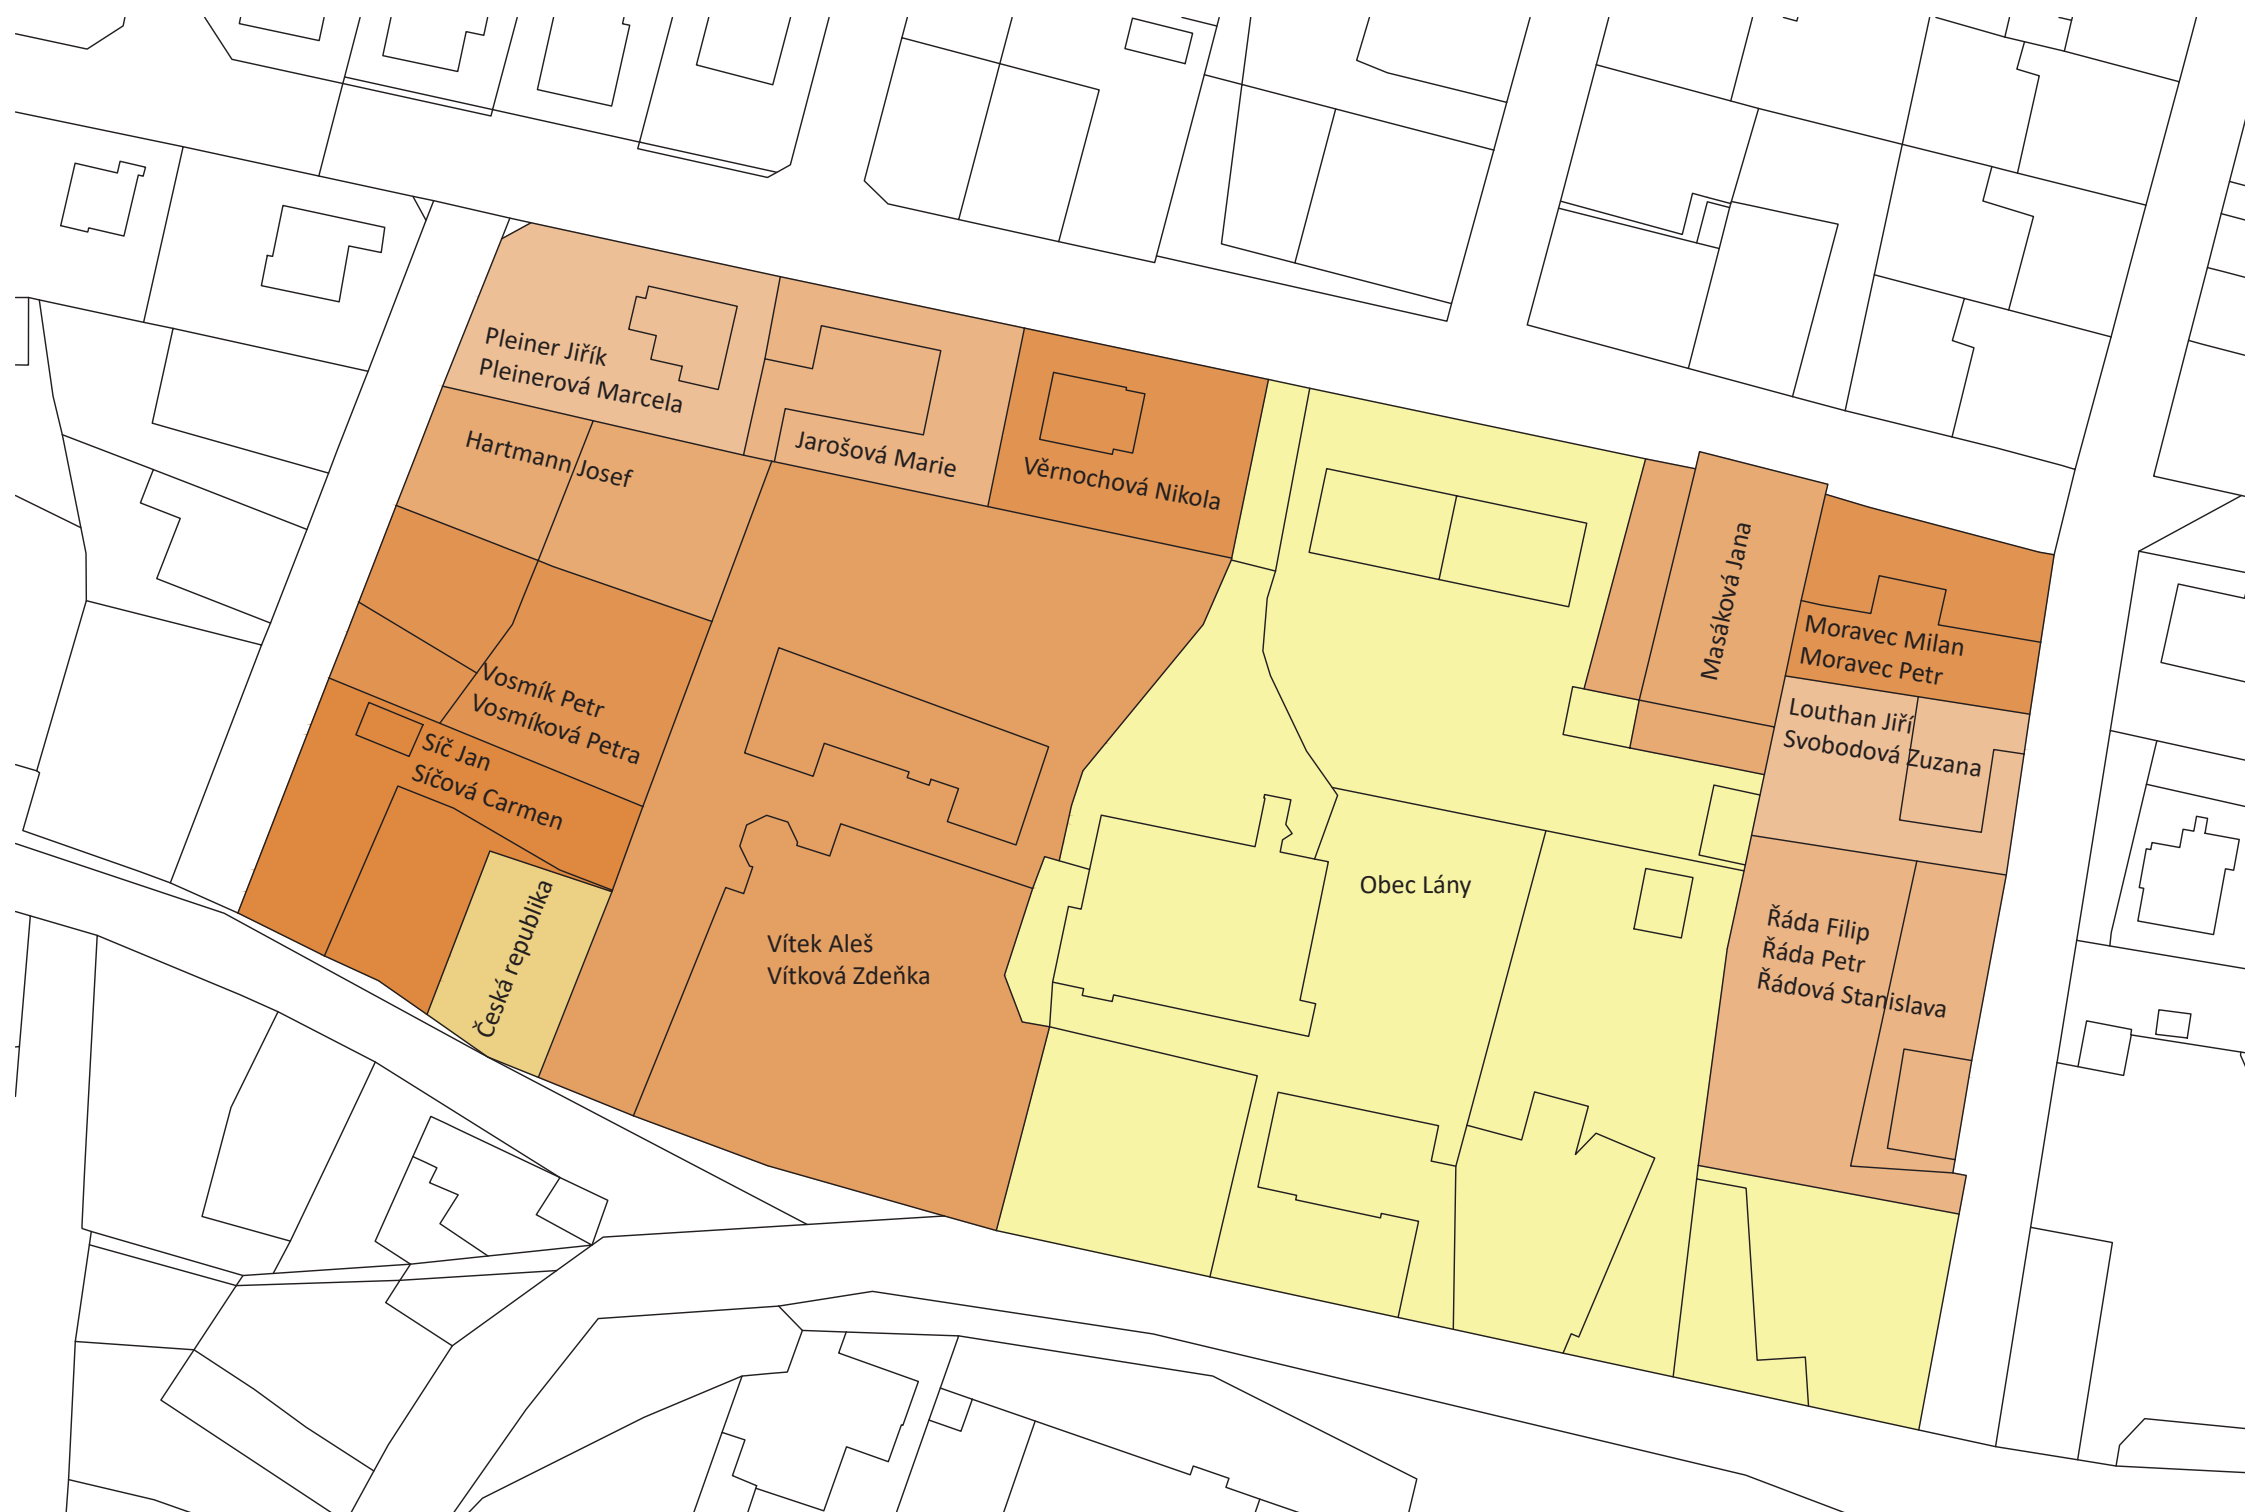 Pleiner Jiřík
Pleinerová Marcela
Jarošová Marie
Věrnochová Nikola
Hartmann Josef
Masáková Jana
Moravec Milan
Moravec Petr
Vosmík Petr
Vosmíková Petra
Louthan Jiří
Svobodová Zuzana
Síč Jan
Síčová Carmen
Česká republika
Vítek Aleš
Vítková Zdeňka
Obec Lány
Řáda Filip
Řáda Petr
Řádová Stanislava